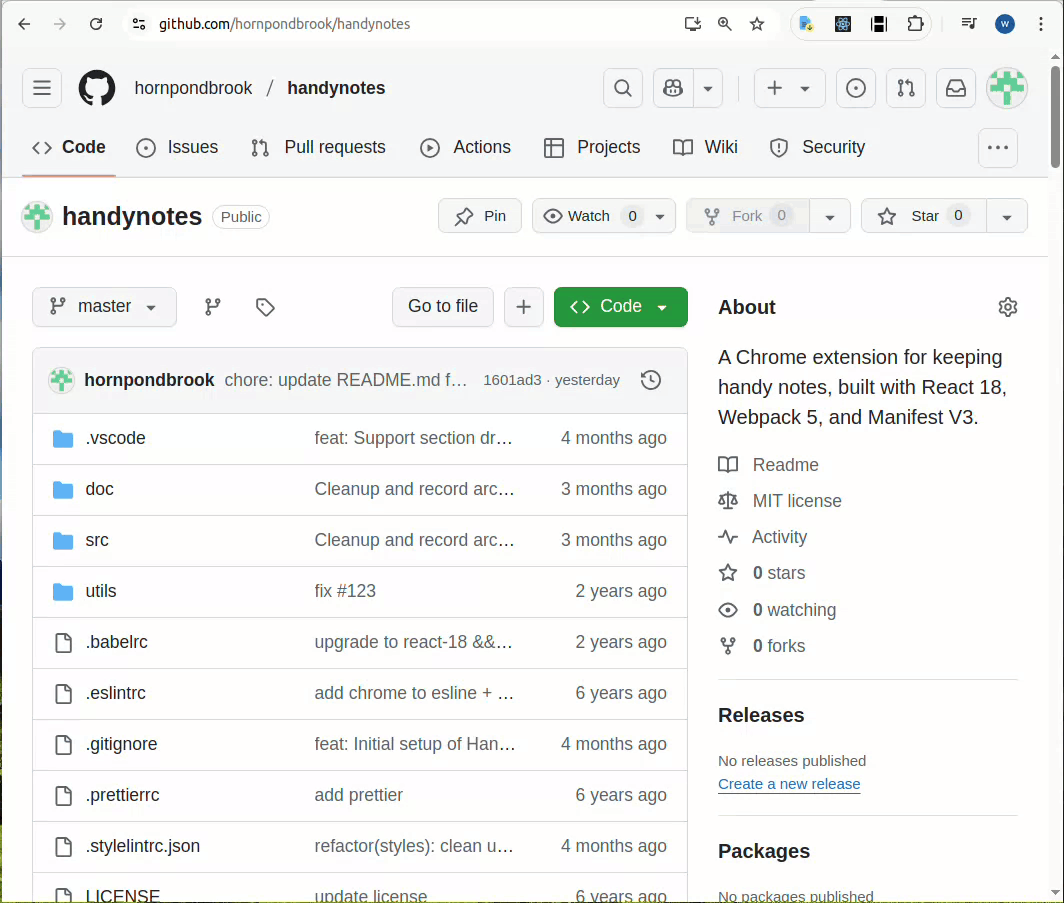 github.com/hornpondbrook/handynotes
W
hornpondbrook / handynotes
Code Issues Pull requests Actions Projects Wiki Security
handynotes Public Pin Watch 0 Fork 0 Star 0
master Go to file Code
hornpondbrook chore: update README.md f... 1601ad3 · yesterday
.vscode feat: Support section dr... 4 months ago
doc Cleanup and record arc... 3 months ago
src Cleanup and record arc... 3 months ago
utils fix #123 2 years ago
.babelrc upgrade to react-18 &&... 2 years ago
.eslintrc add chrome to esline + ... 6 years ago
.gitignore feat: Initial setup of Han... 4 months ago
.prettierrc add prettier 6 years ago
.stylelintrc.json refactor(styles): clean u... 4 months ago
LICENSE update license 6 years ago
About
A Chrome extension for keeping
handy notes, built with React 18,
Webpack 5, and Manifest V3.
Readme
MIT license
Activity
0 stars
0 watching
0 forks
Releases
No releases published
Create a new release
Packages
No packages published